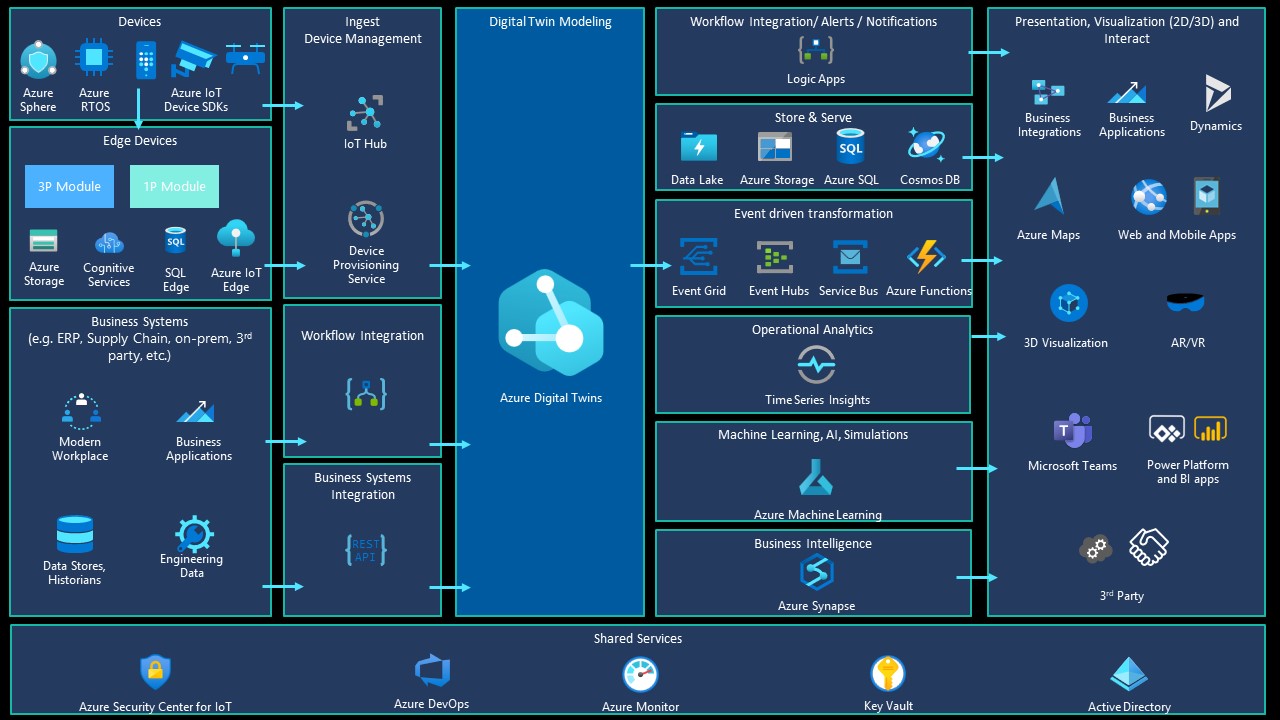 Devices
Azure
Sphere
Azure
RTOS
Azure IoT
Device SDKs
Edge Devices
3P Module
1P Module
Azure
Storage
Cognitive
Services
SQL
SQL
Edge
Azure IoT
Edge
Business Systems
(e.g. ERP, Supply Chain, on-prem, 3rd
party, etc.)
Modern
Workplace
Business
Applications
Data Stores,
Historians
Engineering
Data
Ingest
Device Management
IoT Hub
Device
Provisioning
Service
Workflow Integration
Business Systems
Integration
REST
API
Digital Twin Modeling
Azure Digital Twins
Workflow Integration/ Alerts / Notifications
Logic Apps
Store & Serve
SQL
Data Lake
Azure Storage
Azure SQL
Cosmos DB
Event driven transformation
Event Grid
Event Hubs
Service Bus
Azure Functions
Operational Analytics
Time Series Insights
Machine Learning, AI, Simulations
Azure Machine Learning
Business Intelligence
Azure Synapse
Presentation, Visualization (2D/3D) and
Interact
Business
Integrations
Business
Applications
Dynamics
Azure Maps
Web and Mobile Apps
3D Visualization
AR/VR
T
Microsoft Teams
Power Platform
and BI apps
3rd Party
Shared Services
Azure Security Center for IoT
Azure DevOps
Azure Monitor
Key Vault
Active Directory